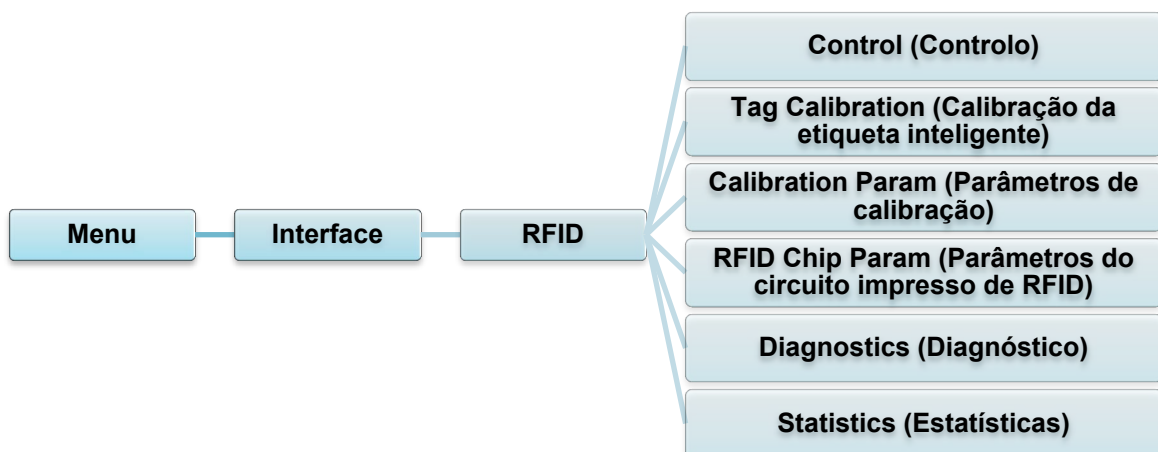 Menu
Interface
RFID
Control (Controlo)
Tag Calibration (Calibração da
etiqueta inteligente)
Calibration Param (Parâmetros de
calibração)
RFID Chip Param (Parâmetros do
circuito impresso de RFID)
Diagnostics (Diagnóstico)
Statistics (Estatísticas)